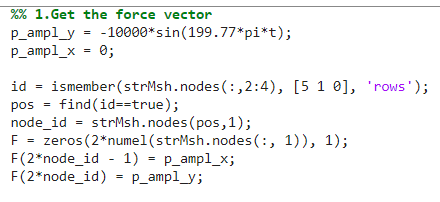 %% 1.Get the force vector
p_ampl_y = -10000*sin(199.77*pi*t);
p_ampl_x = 0;
id = ismember(strMsh.nodes(:,2:4), [5 1 0], 'rows');
pos = find(id==true);
node_id = strMsh.nodes(pos,1);
F = zeros(2*numel(strMsh.nodes(:, 1)), 1);
F(2*node_id - 1) = p_ampl_x;
F(2*node_id) = p_ampl_y;